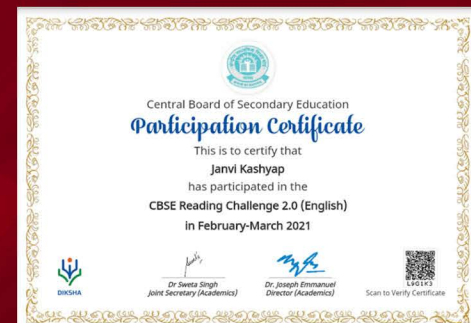 Central Board of Secondary Education
Participation Certificate
This is to certify that
Janvi Kashyap
has participated in the
CBSE Reading Challenge 2.0 (English)
in February-March 2021
DIKSHA
Dr Sweta Singh
Joint Secretary (Academics)
Dr. Joseph Emmanuel
Director (Academics)
L9G1K3
Scan to Verify Certificate